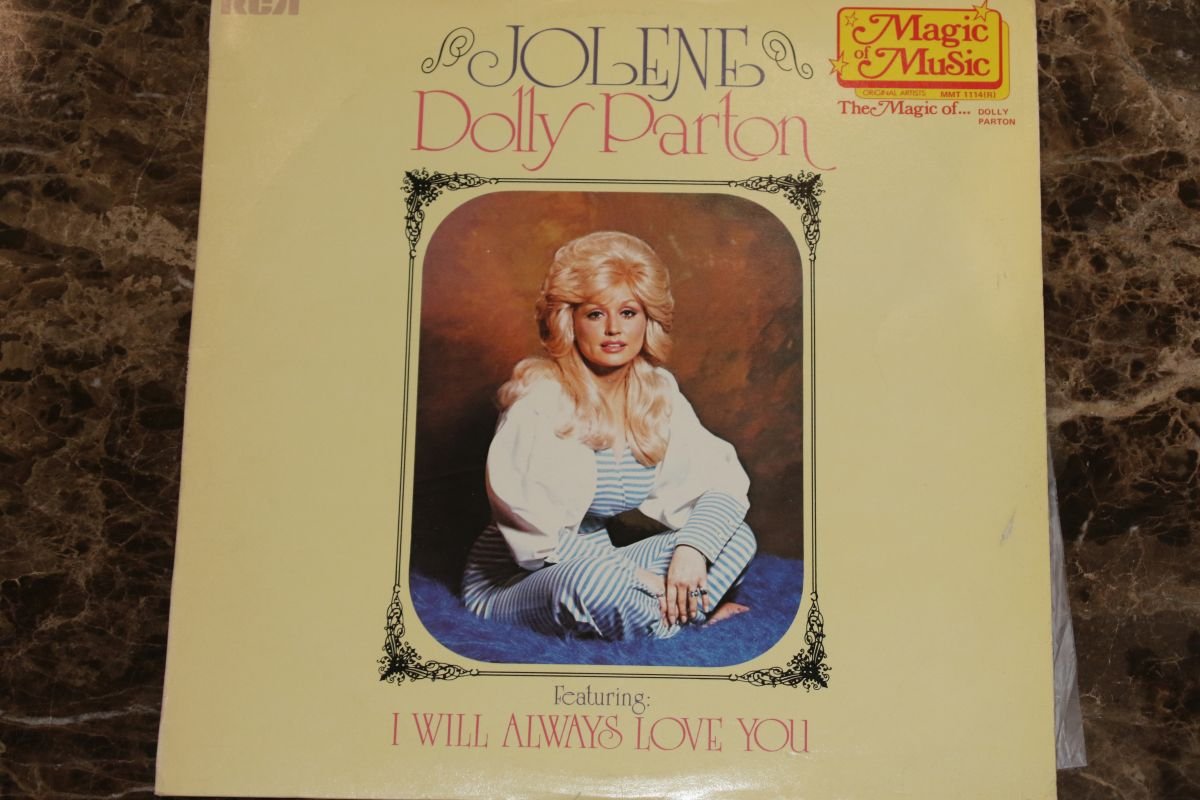 RCA
JOLENE
Dolly Parton
Magic
of
Music
ORIGINAL ARTISTS MMT 1114(R)
The Magic of... DOLLY
PARTON
Featuring:
I WILL ALWAYS LOVE YOU